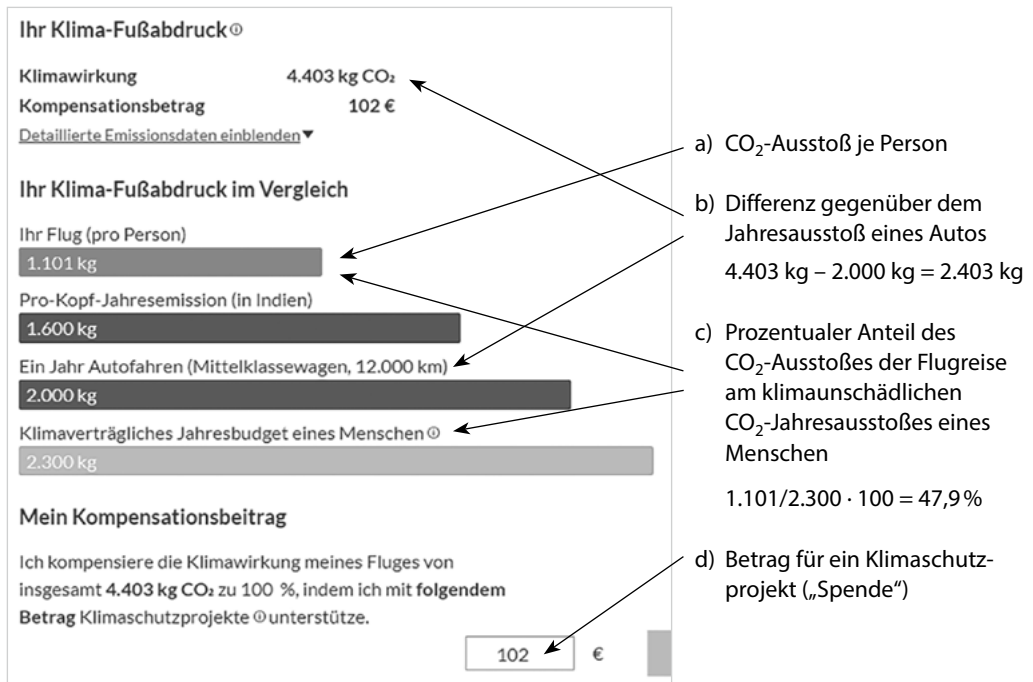 Ihr Klima-Fußabdruck ⓘ
Klimawirkung 4.403 kg CO₂
Kompensationsbetrag 102 €
Detaillierte Emissionsdaten einblenden▼
Ihr Klima-Fußabdruck im Vergleich
Ihr Flug (pro Person)
1.101 kg
Pro-Kopf-Jahresemission (in Indien)
1.600 kg
Ein Jahr Autofahren (Mittelklassewagen, 12.000 km)
2.000 kg
Klimaverträgliches Jahresbudget eines Menschen ⓘ
2.300 kg
Mein Kompensationsbeitrag
Ich kompensiere die Klimawirkung meines Fluges von
insgesamt 4.403 kg CO₂ zu 100 %, indem ich mit folgendem
Betrag Klimaschutzprojekte ⓘ unterstütze.
102 €
a) CO₂-Ausstoß je Person
b) Differenz gegenüber dem
Jahresausstoß eines Autos
4.403 kg – 2.000 kg = 2.403 kg
c) Prozentualer Anteil des
CO₂-Ausstoßes der Flugreise
am klimaunschädlichen
CO₂-Jahresausstoßes eines
Menschen
1.101/2.300 · 100 = 47,9 %
d) Betrag für ein Klimaschutz-
projekt („Spende“)